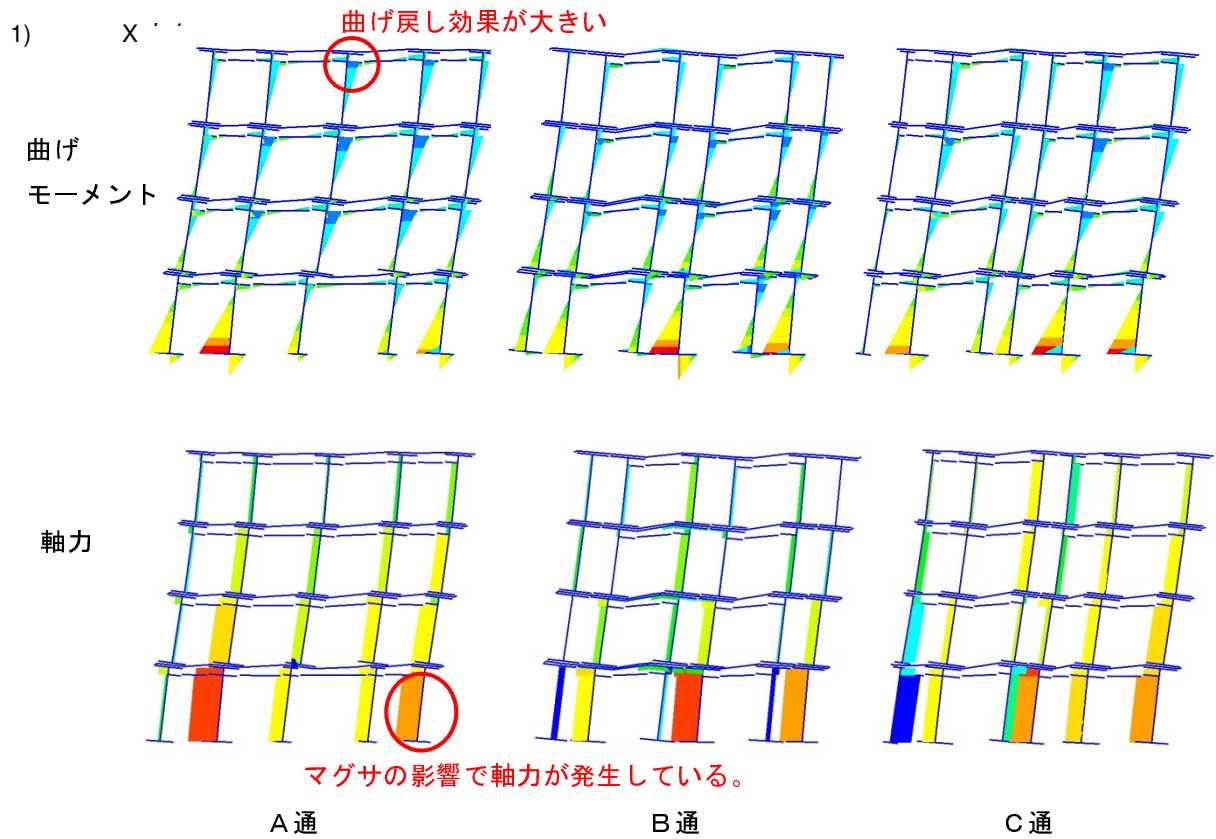 1) X
曲げ戻し効果が大きい
曲げ
モーメント
軸力
マグサの影響で軸力が発生している。
A通
B通
C通